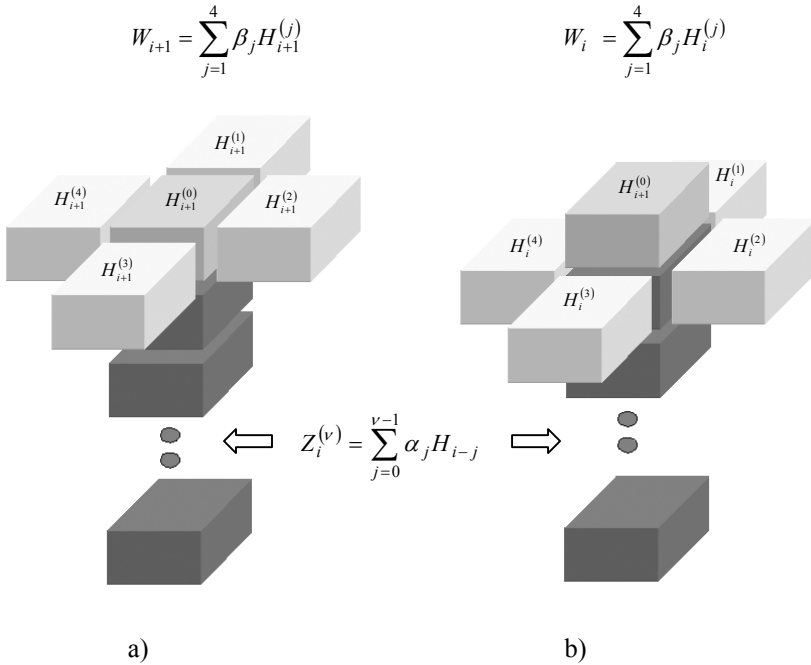 W_{i+1} = \sum_{j=1}^{4} \beta_j H_{i+1}^{(j)}
W_i = \sum_{j=1}^{4} \beta_j H_i^{(j)}
H_{i+1}^{(1)}
H_{i+1}^{(4)} H_{i+1}^{(0)} H_{i+1}^{(2)}
H_{i+1}^{(3)}
H_{i+1}^{(0)} H_i^{(1)}
H_i^{(4)} H_i^{(2)}
H_i^{(3)}
Z_i^{(\nu)} = \sum_{j=0}^{\nu-1} \alpha_j H_{i-j}
a)
b)